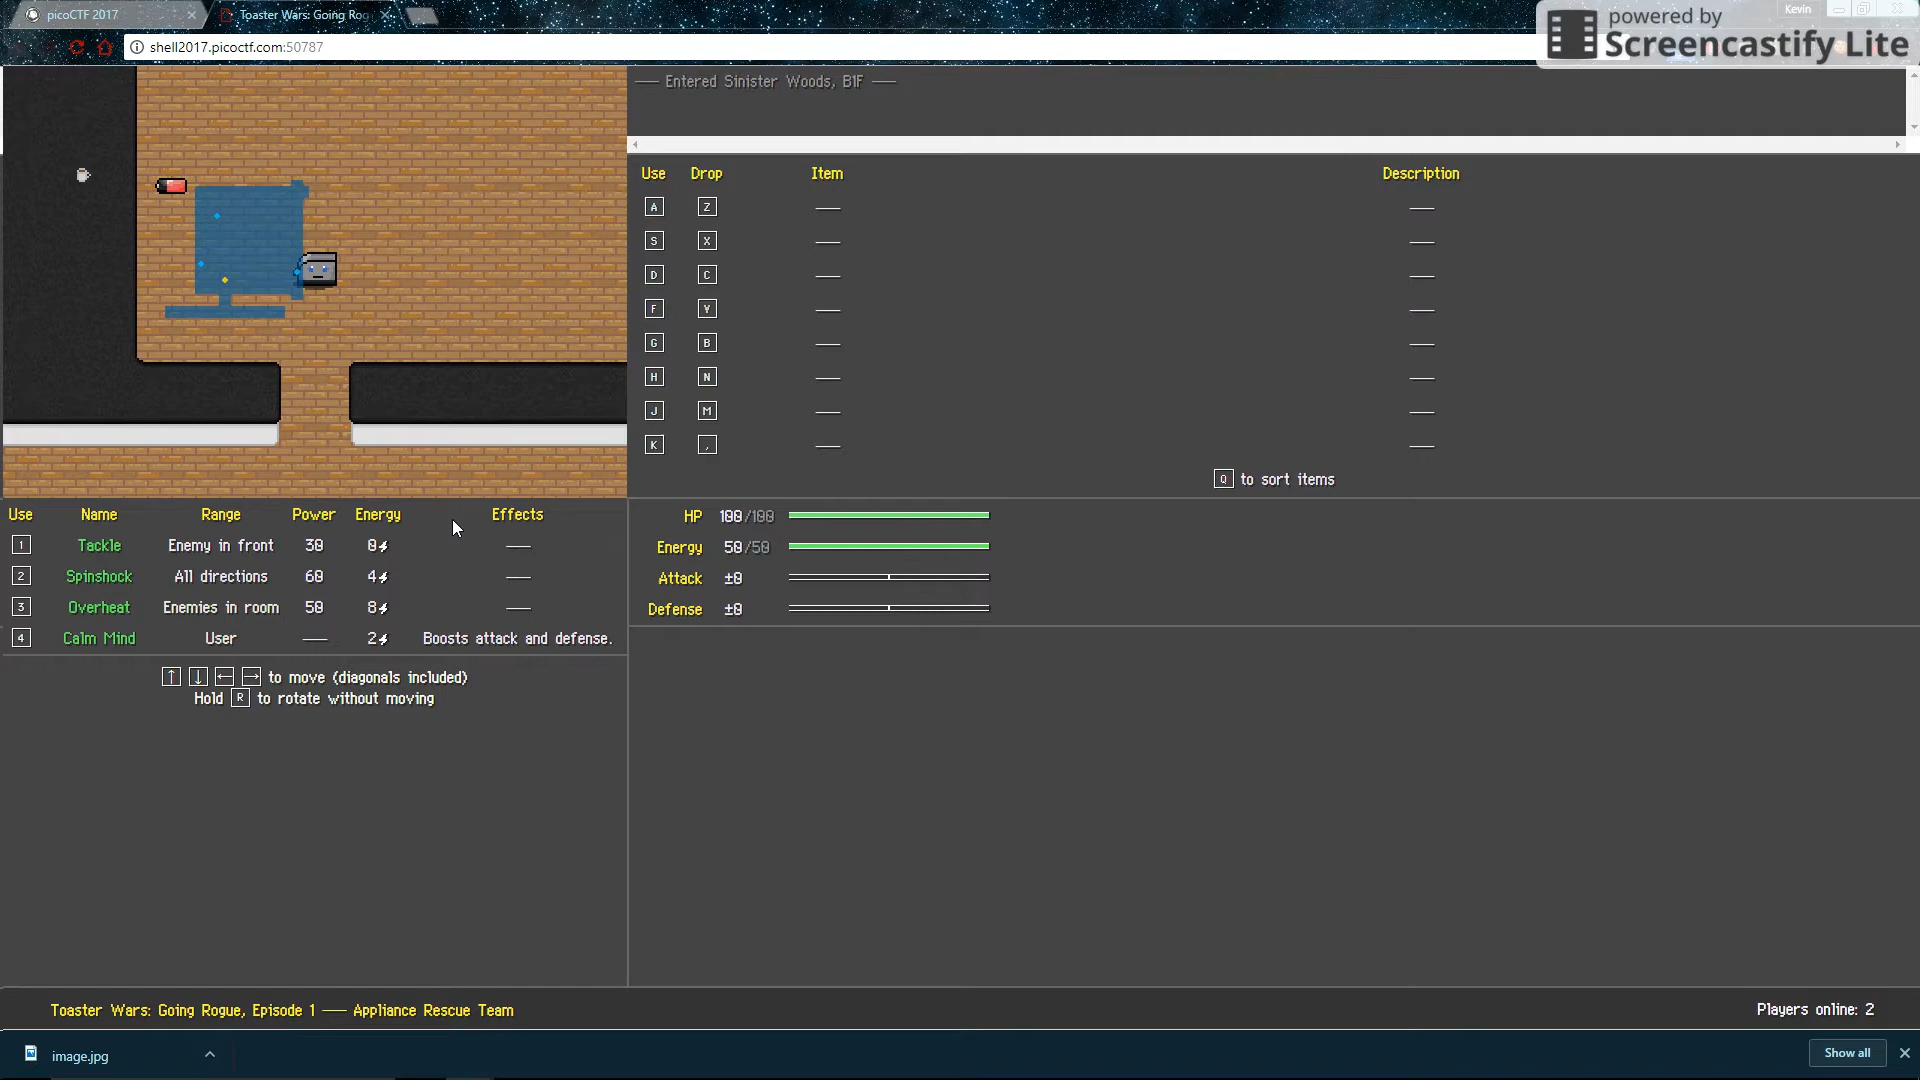 picoCTF 2017
Toaster Wars: Going Rog
Kevin
powered by
Screencastify Lite
shell2017.picoctf.com:50787
—— Entered Sinister Woods, B1F ——
Use Drop Item Description
A Z —— ——
S X —— ——
D C —— ——
F V —— ——
G B —— ——
H N —— ——
J M —— ——
K , —— ——
Q to sort items
Use Name Range Power Energy Effects
1 Tackle Enemy in front 30 0⚡ ——
2 Spinshock All directions 60 4⚡ ——
3 Overheat Enemies in room 50 8⚡ ——
4 Calm Mind User —— 2⚡ Boosts attack and defense.
↑ ↓ ← → to move (diagonals included)
Hold R to rotate without moving
HP 100/100
Energy 50/50
Attack ±0
Defense ±0
Toaster Wars: Going Rogue, Episode 1 —— Appliance Rescue Team
Players online: 2
image.jpg
Show all